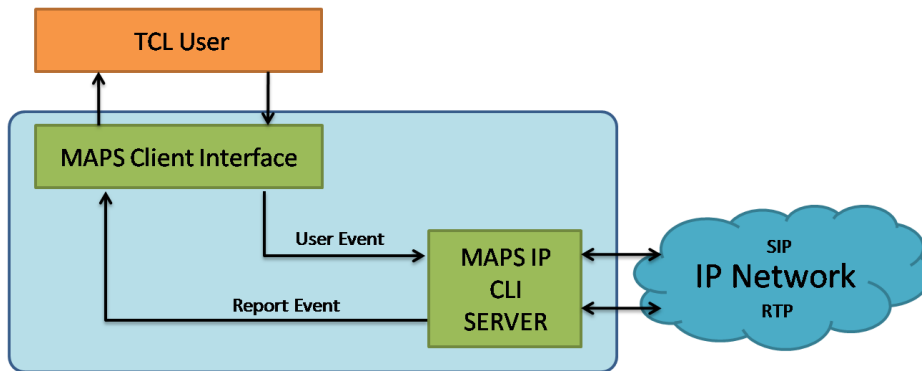 TCL User
MAPS Client Interface
User Event
MAPS IP
CLI
SERVER
Report Event
SIP
IP Network
RTP